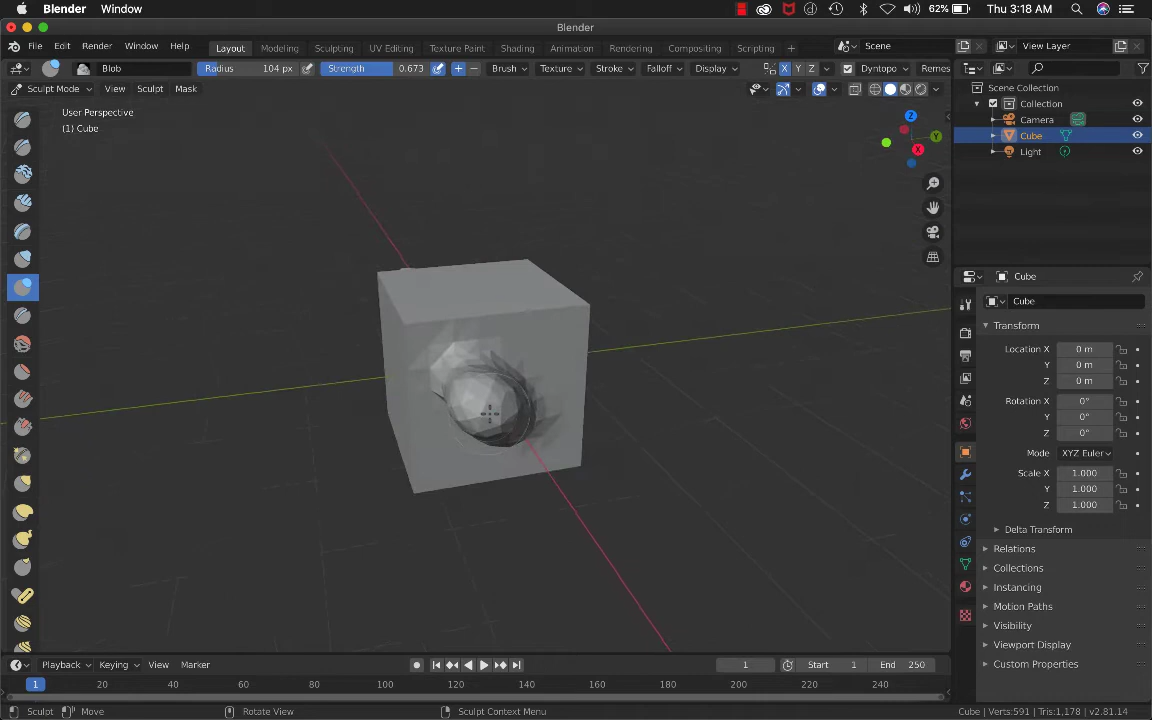 Blender Window 62% Thu 3:18 AM
Blender
File Edit Render Window Help Layout Modeling Sculpting UV Editing Texture Paint Shading Animation Rendering Compositing Scripting + Scene View Layer
Blob Radius 104 px Strength 0.673 + − Brush Texture Stroke Falloff Display X Y Z Dyntopo Remes
Sculpt Mode View Sculpt Mask
Scene Collection
Collection
Camera
Cube
Light
User Perspective
(1) Cube
Z
Y
X
Cube
Cube
Transform
Location X 0 m
Y 0 m
Z 0 m
Rotation X 0°
Y 0°
Z 0°
Mode XYZ Euler
Scale X 1.000
Y 1.000
Z 1.000
Delta Transform
Relations
Collections
Instancing
Motion Paths
Visibility
Viewport Display
Custom Properties
Playback Keying View Marker 1 Start 1 End 250
1 20 40 60 80 100 120 140 160 180 200 220 240
Sculpt Move Rotate View Sculpt Context Menu Cube | Verts:591 | Tris:1,178 | v2.81.14